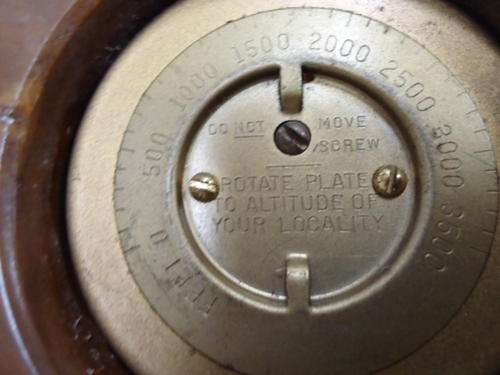 FEET 0 500 1000 1500 2000 2500 3000 3500
DO NOT MOVE
SCREW
ROTATE PLATE
TO ALTITUDE OF
YOUR LOCALITY